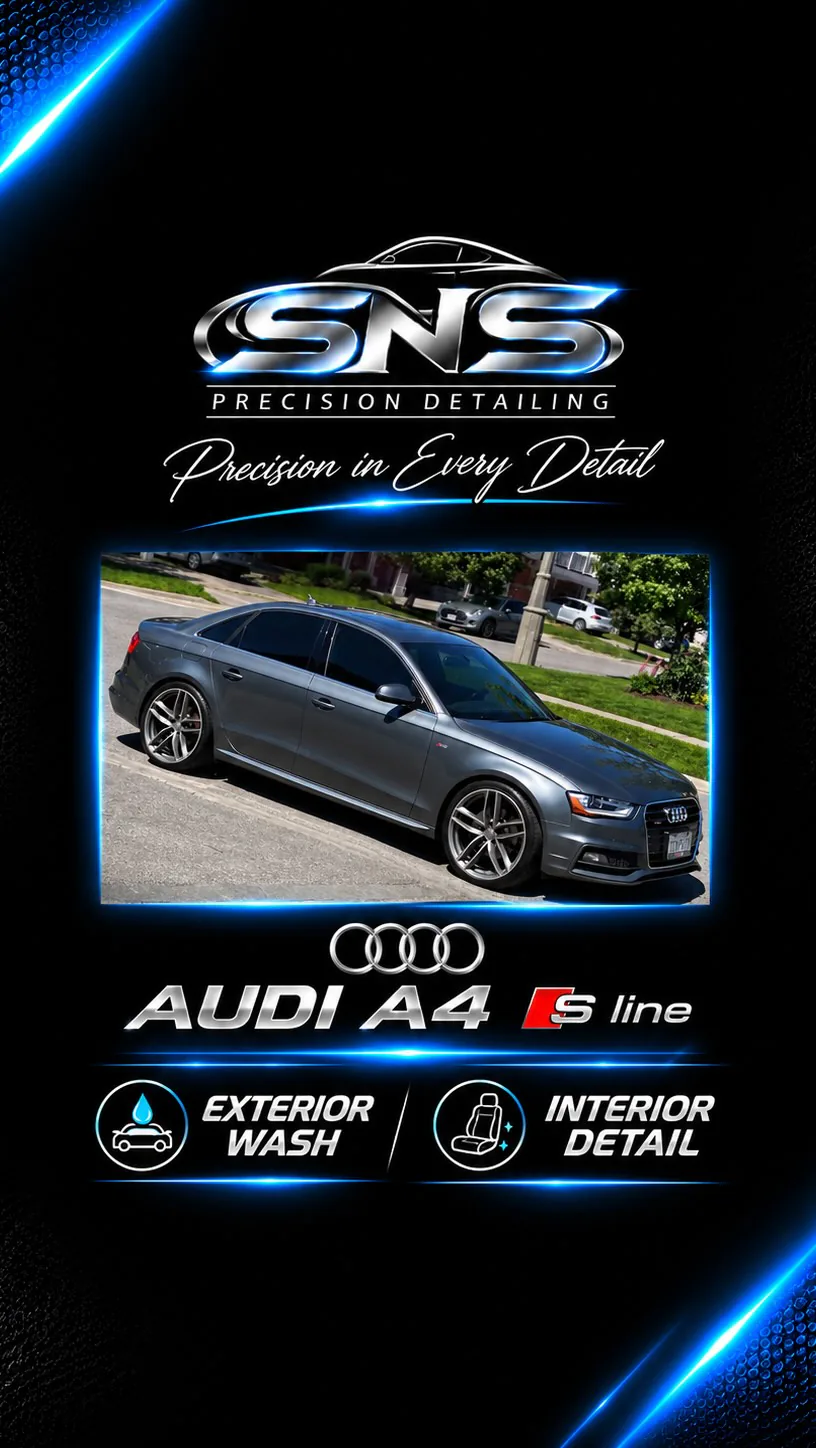 SNS
PRECISION DETAILING
Precision in Every Detail
AUDI A4 S line
EXTERIOR
WASH
INTERIOR
DETAIL